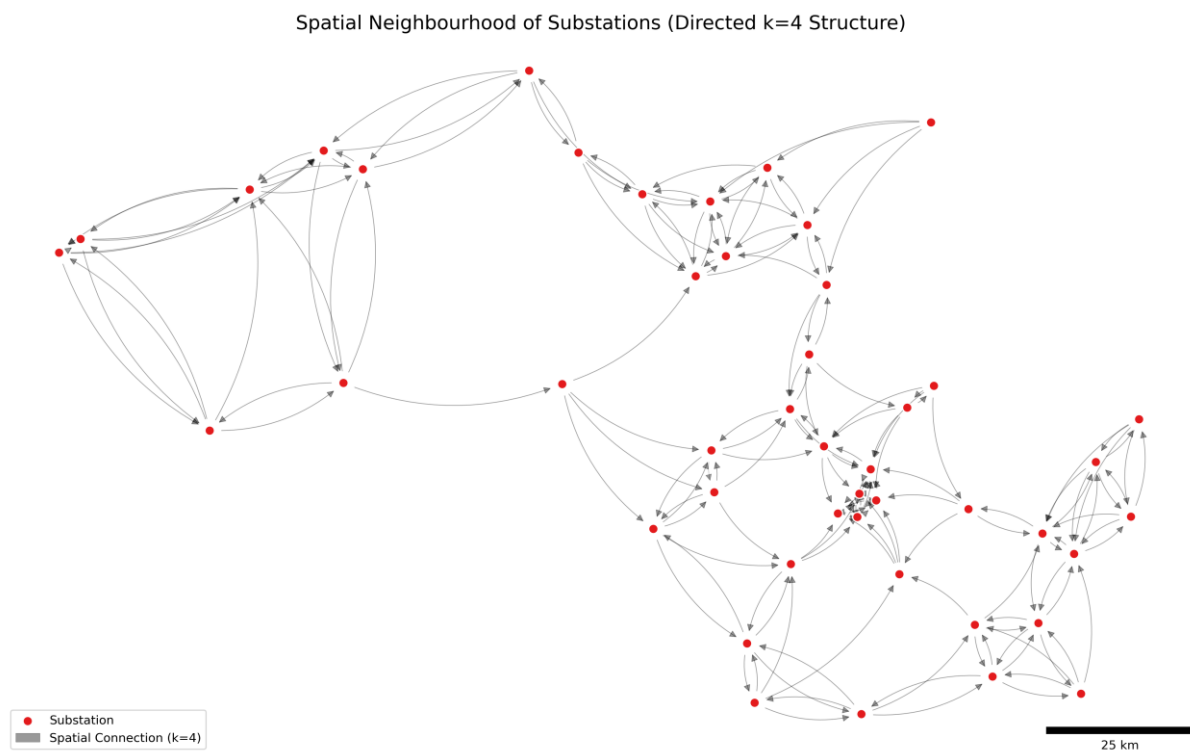 Spatial Neighbourhood of Substations (Directed k=4 Structure)
Substation
Spatial Connection (k=4)
25 km